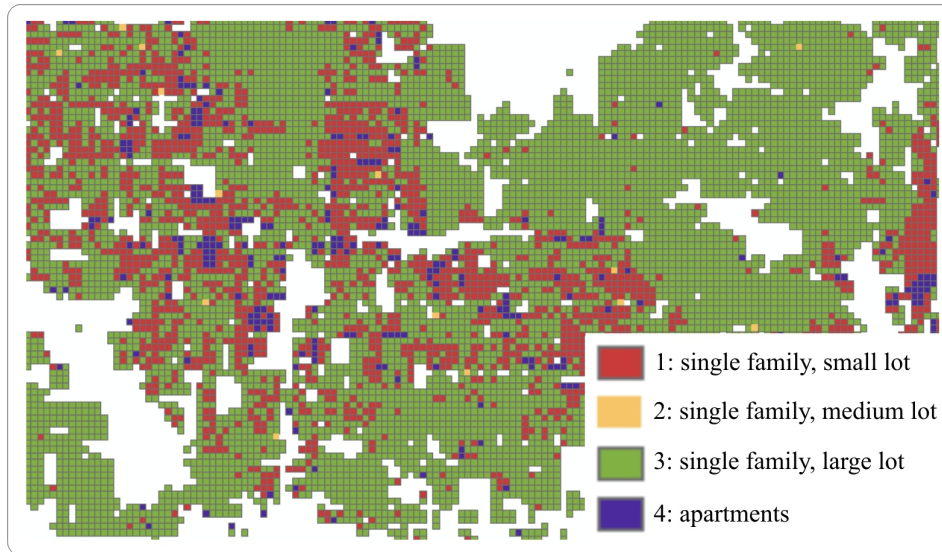 1: single family, small lot
2: single family, medium lot
3: single family, large lot
4: apartments